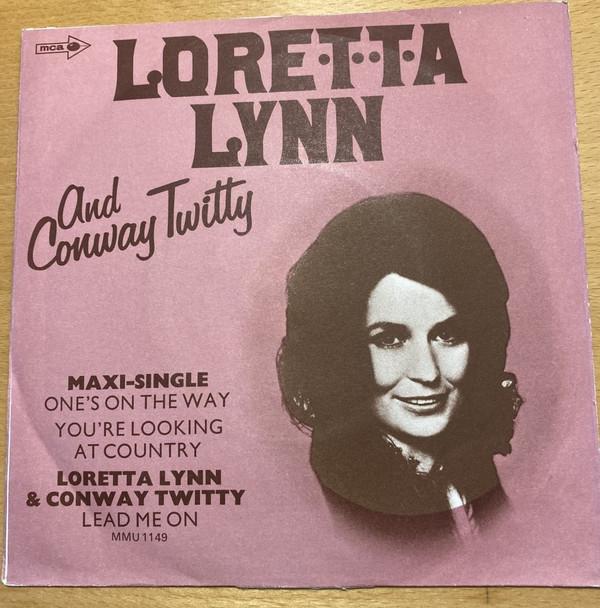 mca
LORETTA
LYNN
And
Conway Twitty
MAXI-SINGLE
ONE'S ON THE WAY
YOU'RE LOOKING
AT COUNTRY
LORETTA LYNN
& CONWAY TWITTY
LEAD ME ON
MMU 1149